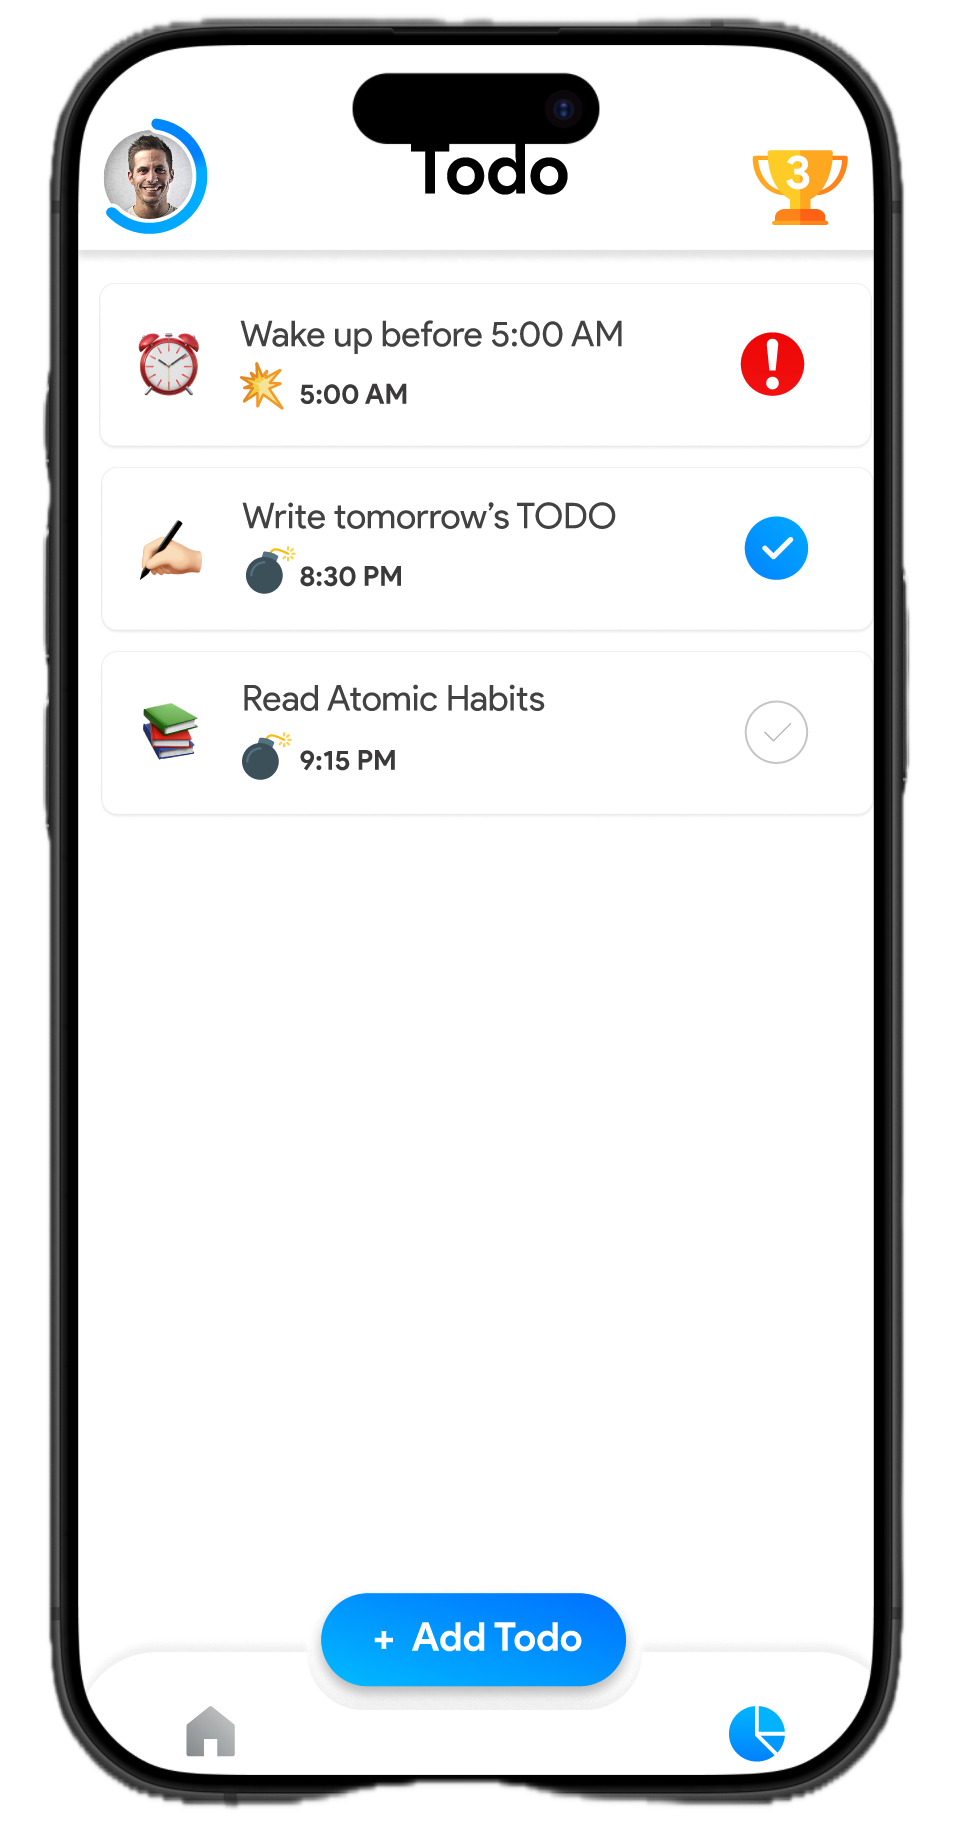 Todo
3
Wake up before 5:00 AM
5:00 AM
Write tomorrow’s TODO
8:30 PM
Read Atomic Habits
9:15 PM
+ Add Todo